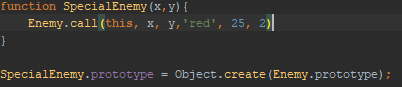 function SpecialEnemy(x,y){
Enemy.call(this, x, y,'red', 25, 2)
}
SpecialEnemy.prototype = Object.create(Enemy.prototype);